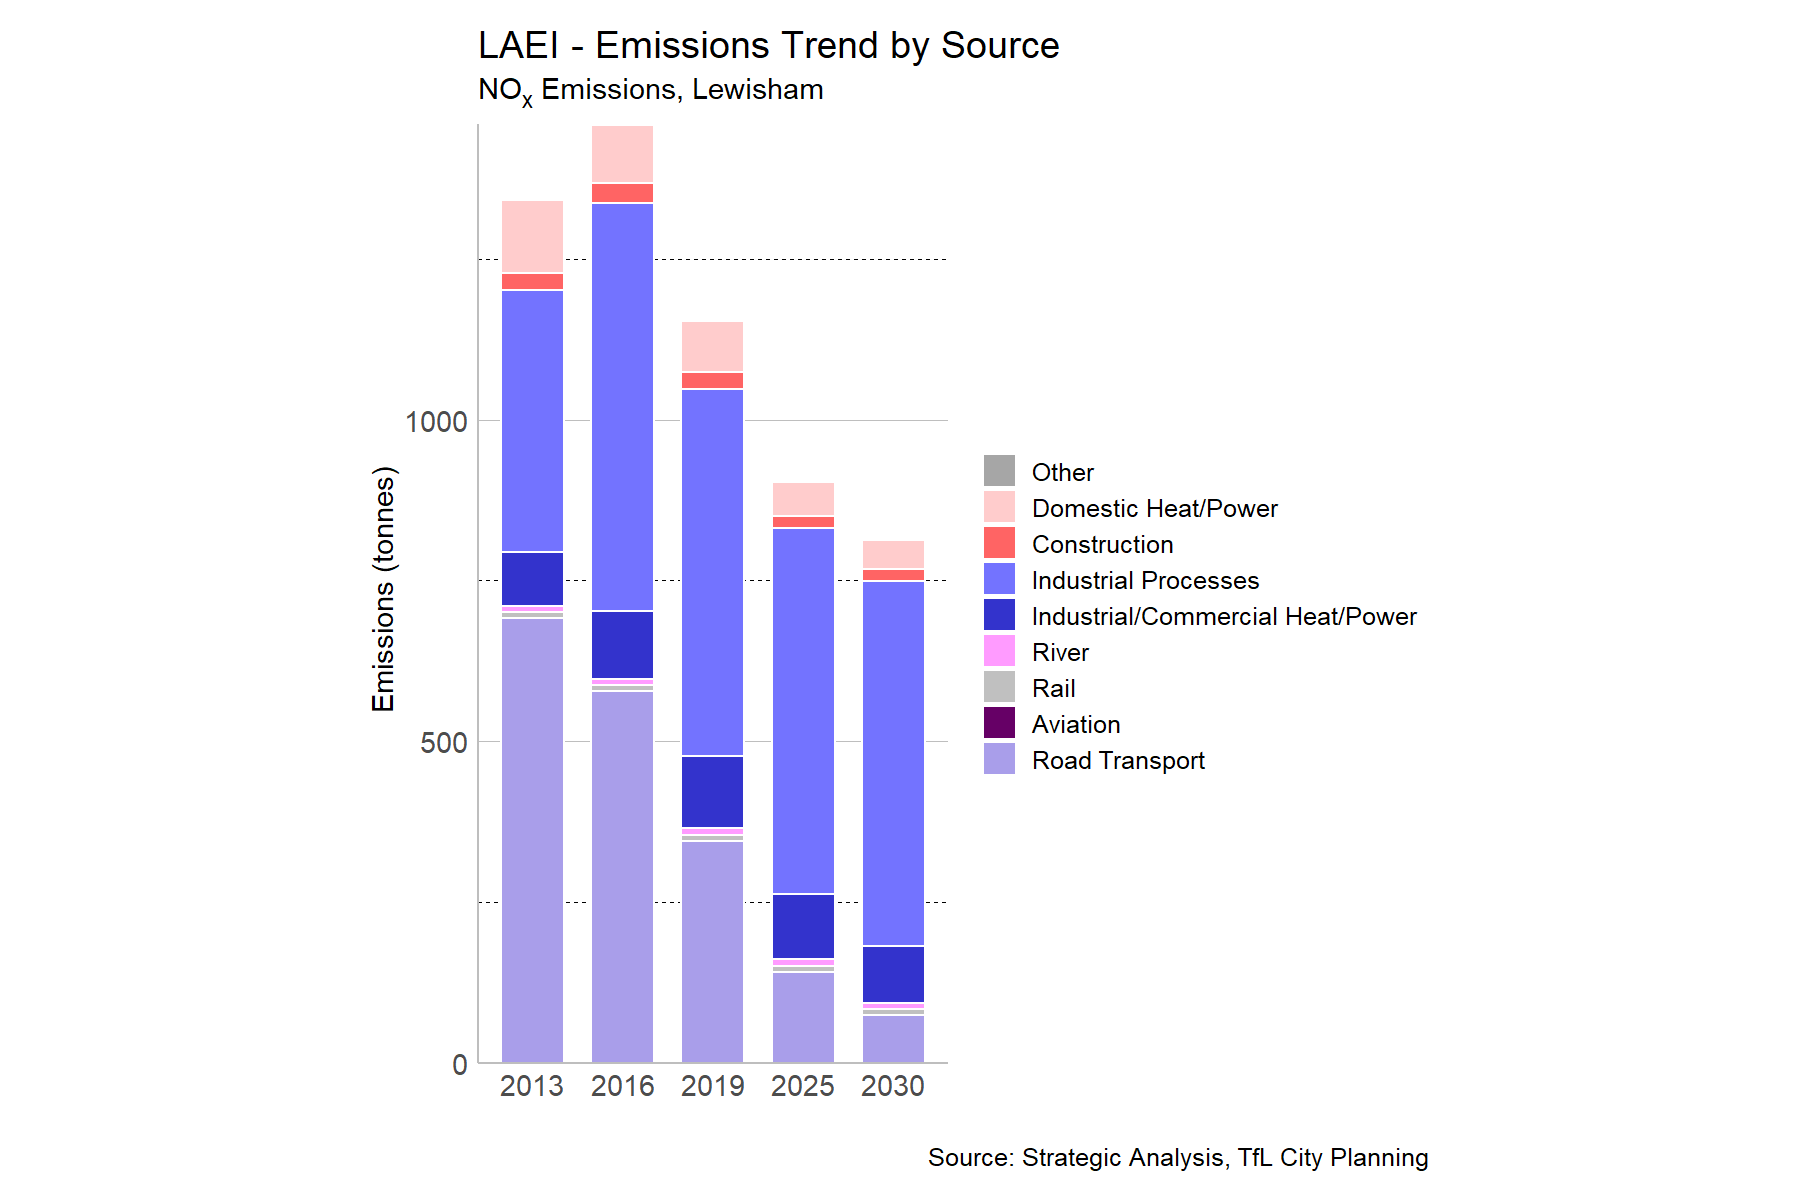 LAEI - Emissions Trend by Source
NOx Emissions, Lewisham
Emissions (tonnes)
1000
500
0
2013 2016 2019 2025 2030
Other
Domestic Heat/Power
Construction
Industrial Processes
Industrial/Commercial Heat/Power
River
Rail
Aviation
Road Transport
Source: Strategic Analysis, TfL City Planning